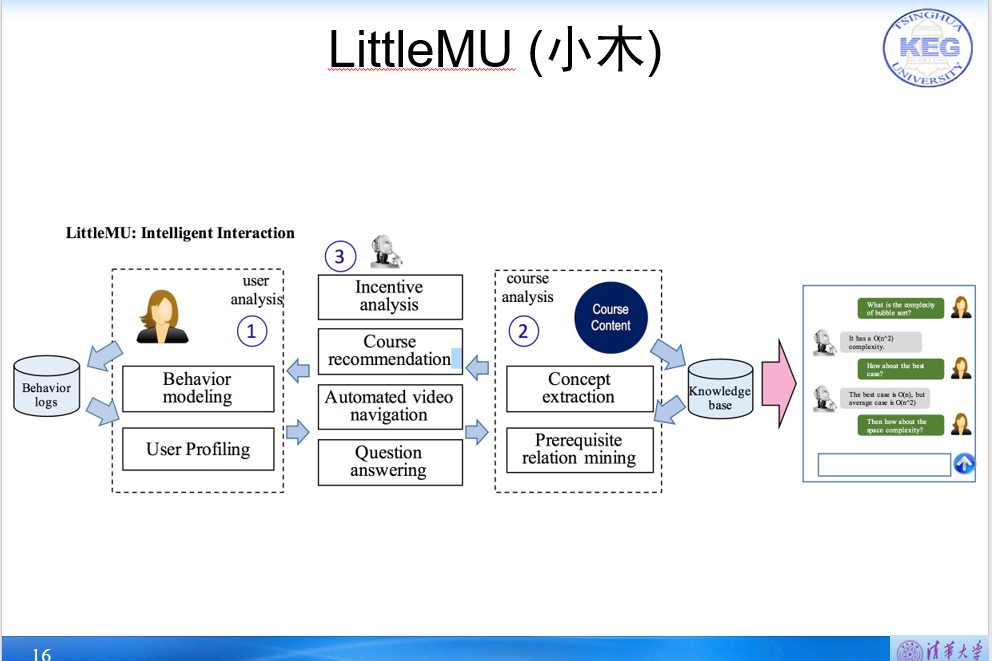 LittleMU (小木)
TSINGHUA
KEG
UNIVERSITY
LittleMU: Intelligent Interaction
user
analysis
1
Behavior
logs
Behavior
modeling
User Profiling
3
Incentive
analysis
Course
recommendation
Automated video
navigation
Question
answering
course
analysis
2
Course
Content
Concept
extraction
Prerequisite
relation mining
Knowledge
base
What is the complexity
of bubble sort?
It has a O(n^2)
complexity.
How about the best
case?
The best case is O(n), but
average case is O(n^2)
Then how about the
space complexity?
16
清华大学